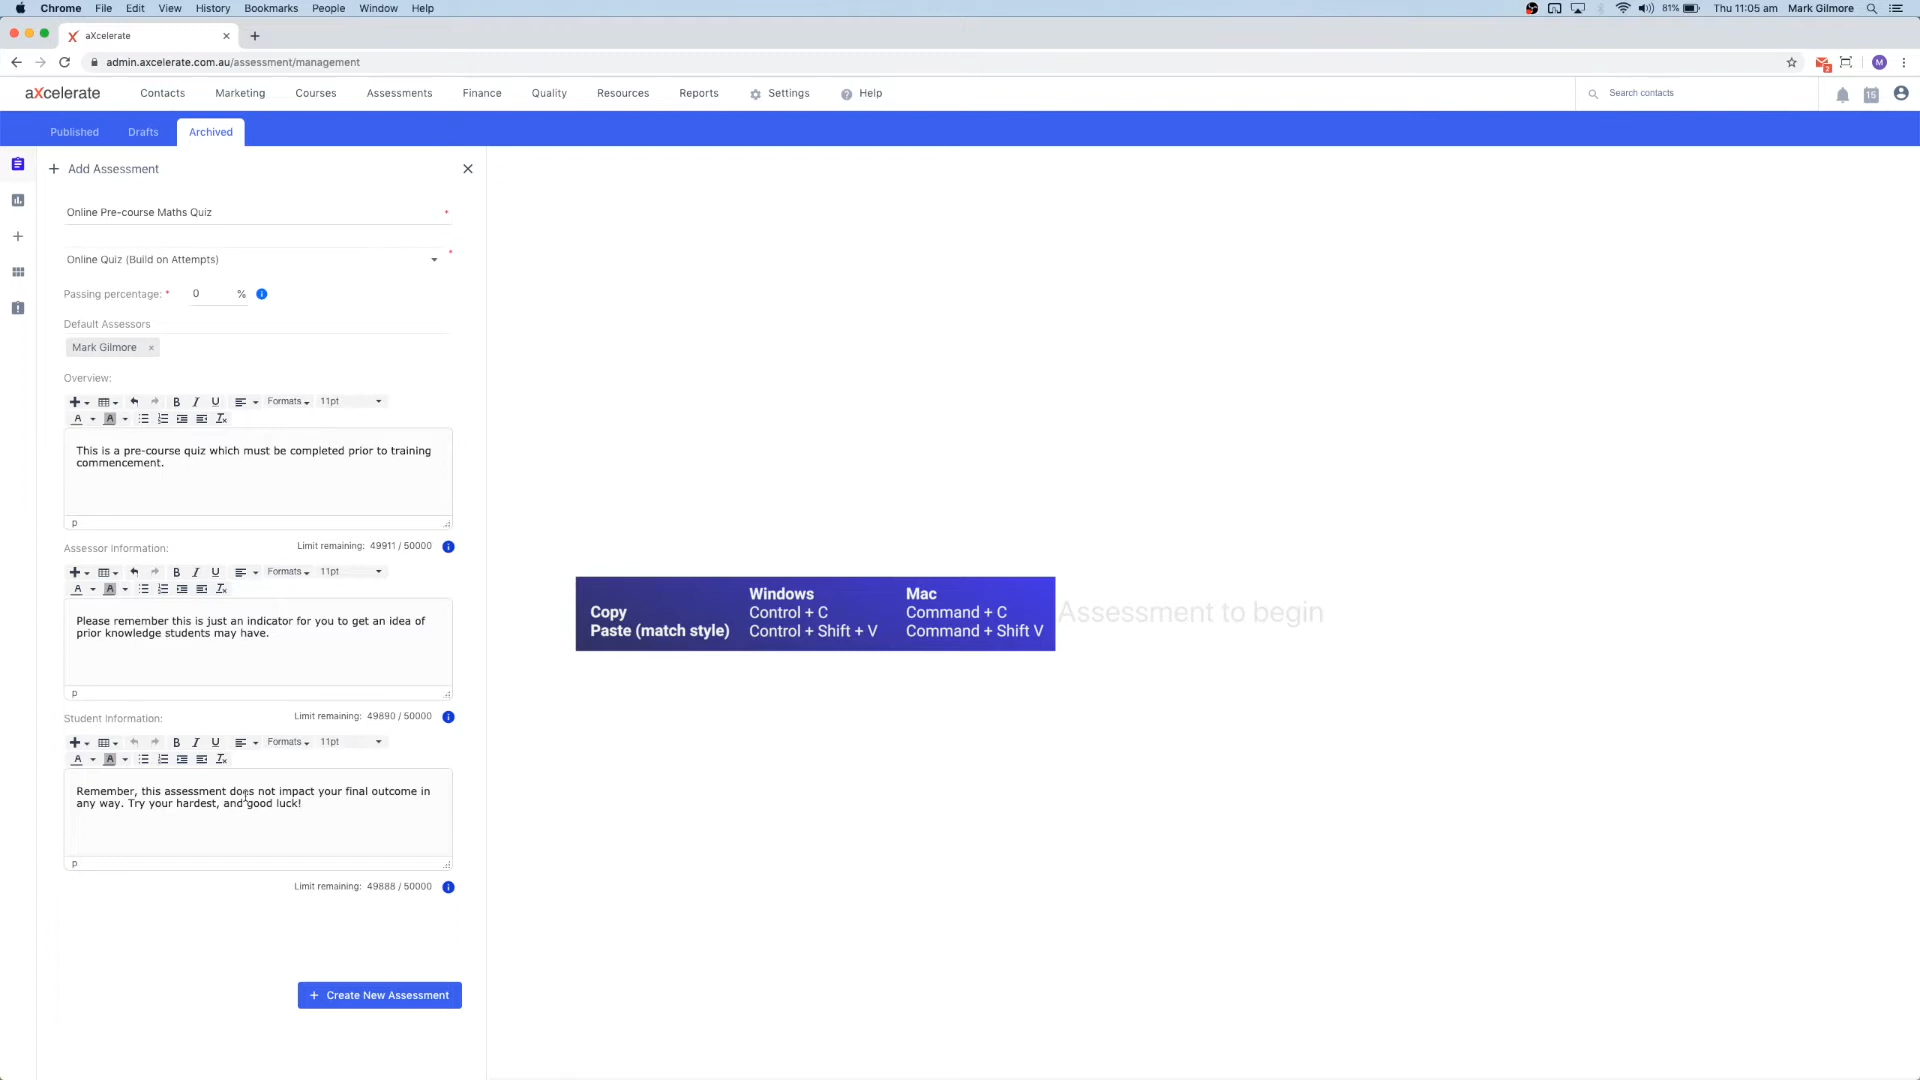 Chrome File Edit View History Bookmarks People Window Help 81% Thu 11:05 am Mark Gilmore
aXcelerate
admin.axcelerate.com.au/assessment/management 2 M
aXcelerate Contacts Marketing Courses Assessments Finance Quality Resources Reports Settings Help Search contacts 15
Published Drafts Archived
Add Assessment
Online Pre-course Maths Quiz *
Online Quiz (Build on Attempts) *
Passing percentage: * 0 %
Default Assessors
Mark Gilmore ×
Overview:
B I U Formats 11pt
A A
This is a pre-course quiz which must be completed prior to training
commencement.
p
Assessor Information: Limit remaining: 49911 / 50000
B I U Formats 11pt
A A
Please remember this is just an indicator for you to get an idea of
prior knowledge students may have.
p
Student Information: Limit remaining: 49890 / 50000
B I U Formats 11pt
A A
Remember, this assessment does not impact your final outcome in
any way. Try your hardest, and good luck!
p
Limit remaining: 49888 / 50000
+ Create New Assessment
Windows Mac
Copy Control + C Command + C
Paste (match style) Control + Shift + V Command + Shift V
Assessment to begin